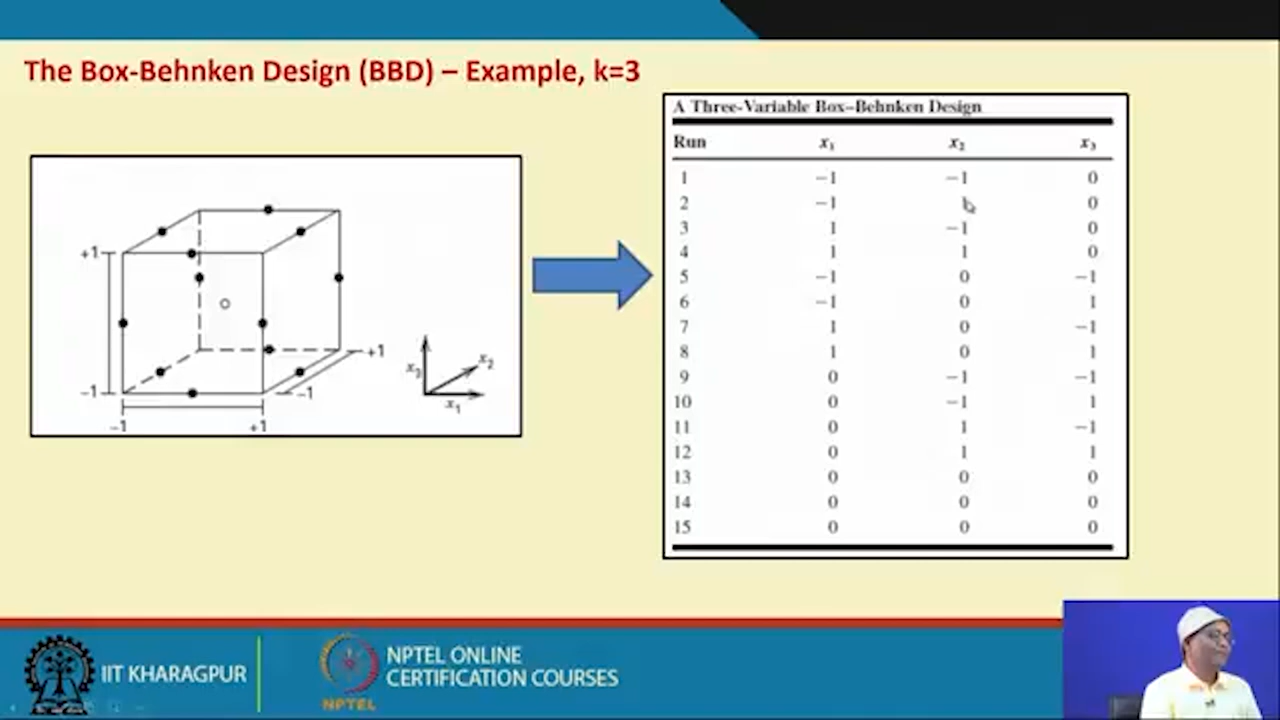 The Box-Behnken Design (BBD) – Example, k=3
+1
-1
-1
+1
-1
+1
x3
x2
x1
A Three-Variable Box–Behnken Design
Run x1 x2 x3
1 −1 −1 0
2 −1 1 0
3 1 −1 0
4 1 1 0
5 −1 0 −1
6 −1 0 1
7 1 0 −1
8 1 0 1
9 0 −1 −1
10 0 −1 1
11 0 1 −1
12 0 1 1
13 0 0 0
14 0 0 0
15 0 0 0
IIT KHARAGPUR
NPTEL
NPTEL ONLINE
CERTIFICATION COURSES